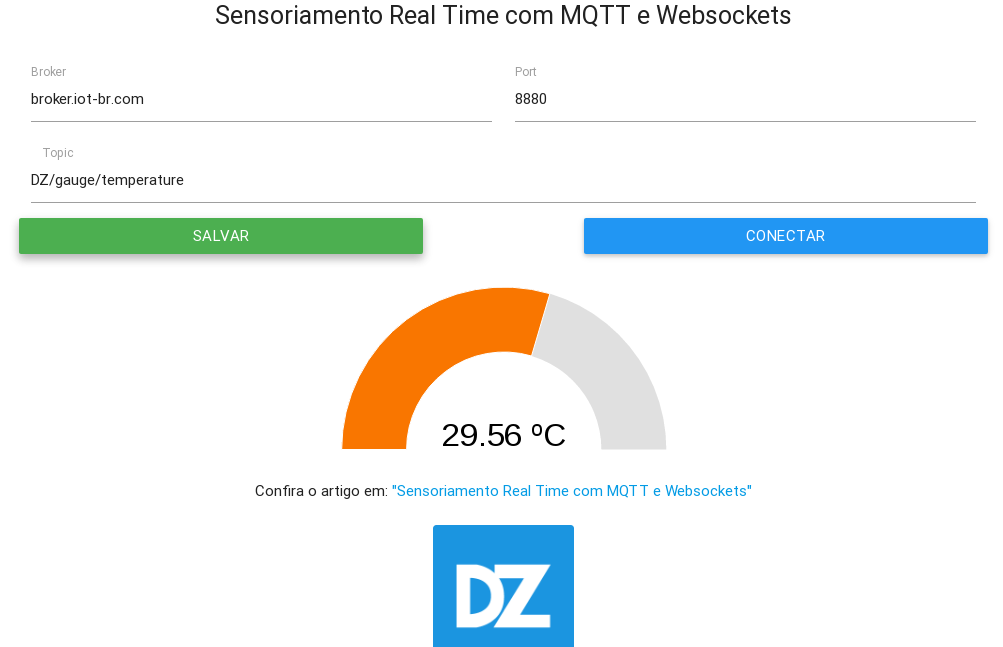 Sensoriamento Real Time com MQTT e Websockets
Broker
broker.iot-br.com
Port
8880
Topic
DZ/gauge/temperature
SALVAR
CONECTAR
29.56 ºC
Confira o artigo em: "Sensoriamento Real Time com MQTT e Websockets"
DZ